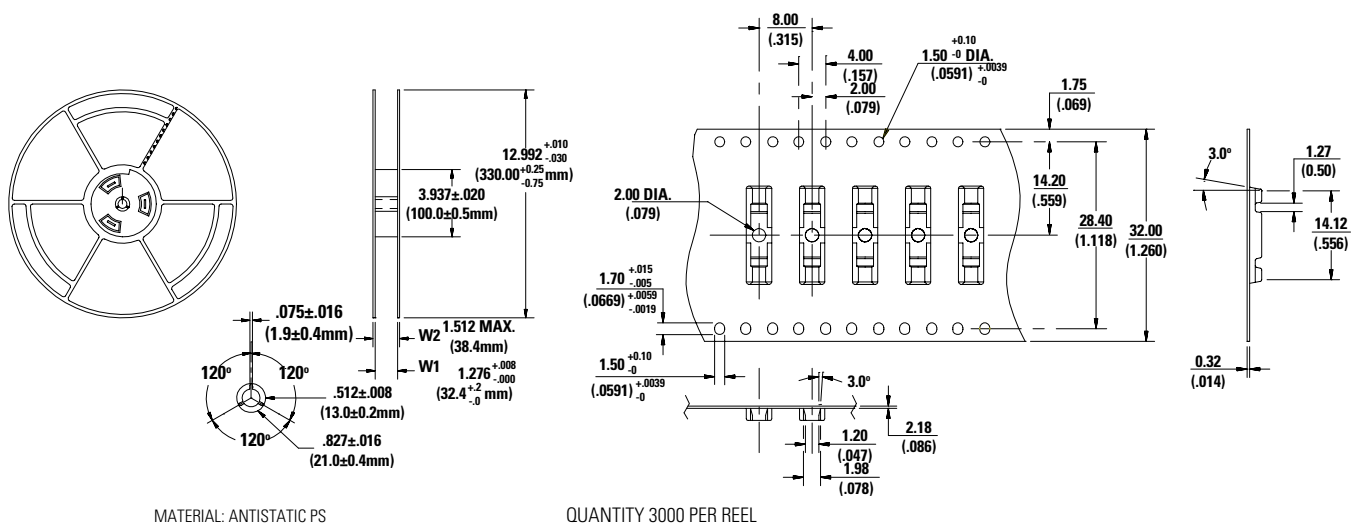 8.00
(.315)
4.00
(.157)
2.00
(.079)
1.50 +.10 -0 DIA.
(.0591) +.0039 -0
1.75
(.069)
12.992 +.010 -.030
(330.00 +0.25 -0.75 mm)
3.937±.020
(100.0±0.5mm)
2.00 DIA.
(.079)
14.20
(.559)
28.40
(1.118)
32.00
(1.260)
3.0º
1.27
(0.50)
14.12
(.556)
1.70 +.015 -.005
(.0669) +.0059 -.0019
.075±.016
(1.9±0.4mm)
W2 1.512 MAX.
(38.4mm)
W1 1.276 +.008 -.000
(32.4 +.2 -.0 mm)
1.50 +0.10 -0
(.0591) +.0039 -0
3.0º
0.32
(.014)
120º
120º
120º
.512±.008
(13.0±0.2mm)
.827±.016
(21.0±0.4mm)
2.18
(.086)
1.20
(.047)
1.98
(.078)
MATERIAL: ANTISTATIC PS
QUANTITY 3000 PER REEL